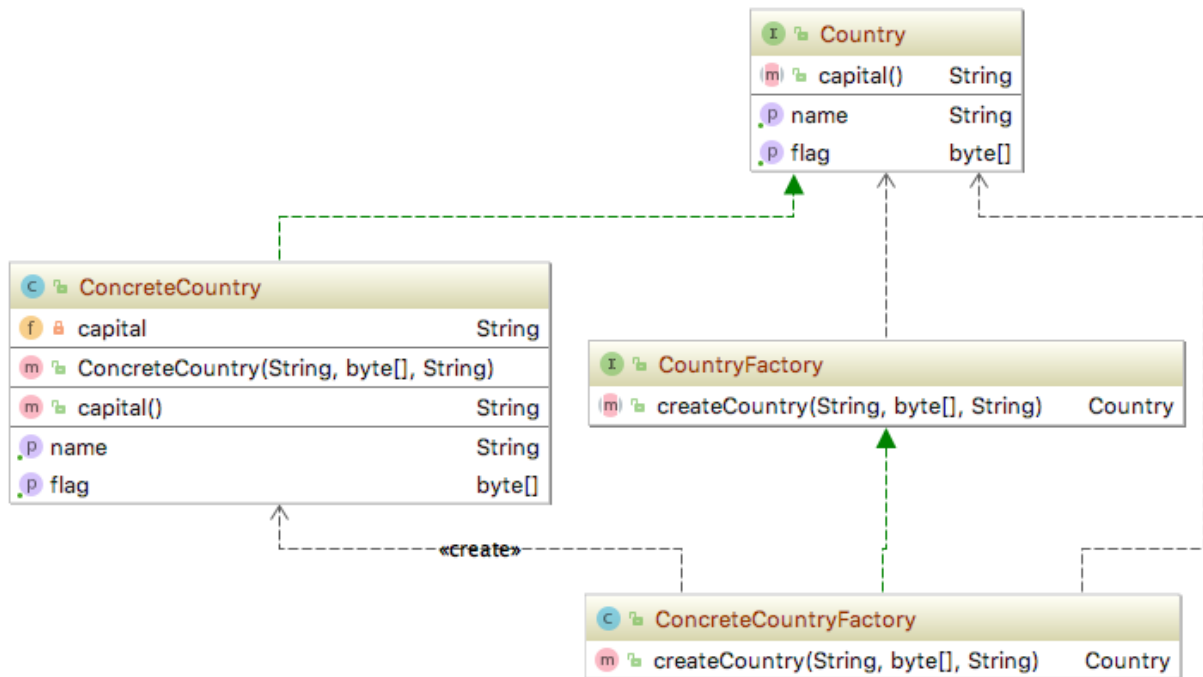 I Country
m capital() String
p name String
p flag byte[]
C ConcreteCountry
f capital String
m ConcreteCountry(String, byte[], String)
m capital() String
p name String
p flag byte[]
I CountryFactory
m createCountry(String, byte[], String) Country
«create»
C ConcreteCountryFactory
m createCountry(String, byte[], String) Country